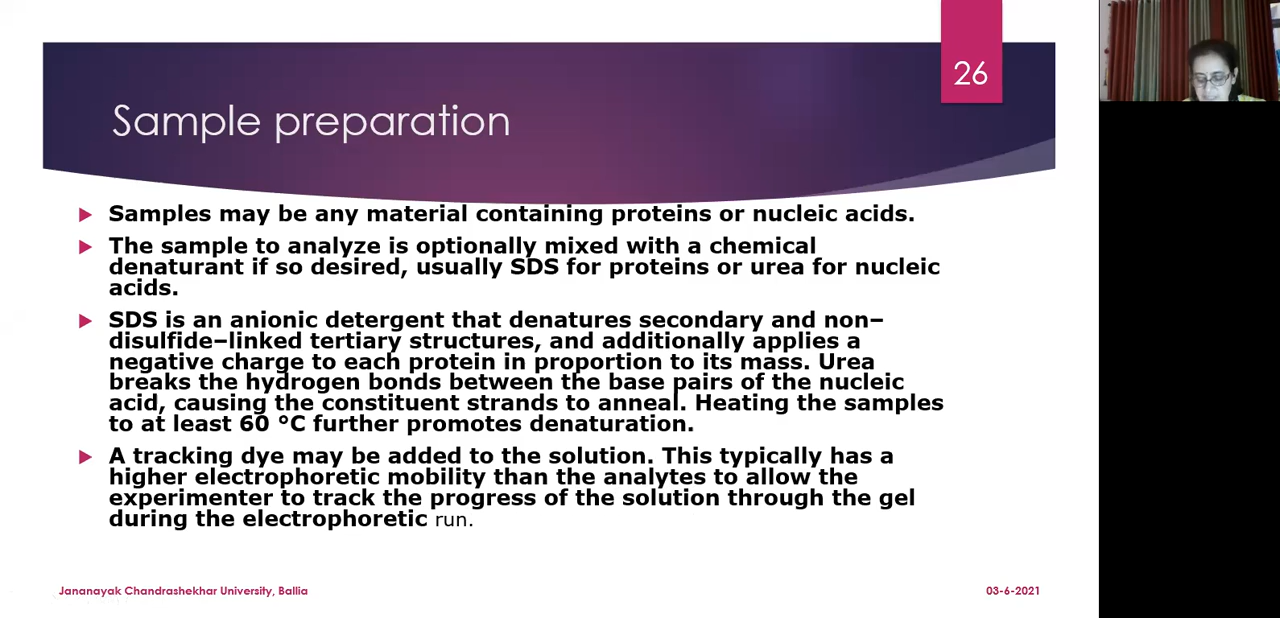 26
Sample preparation
Samples may be any material containing proteins or nucleic acids.
The sample to analyze is optionally mixed with a chemical
denaturant if so desired, usually SDS for proteins or urea for nucleic
acids.
SDS is an anionic detergent that denatures secondary and non–
disulfide–linked tertiary structures, and additionally applies a
negative charge to each protein in proportion to its mass. Urea
breaks the hydrogen bonds between the base pairs of the nucleic
acid, causing the constituent strands to anneal. Heating the samples
to at least 60 °C further promotes denaturation.
A tracking dye may be added to the solution. This typically has a
higher electrophoretic mobility than the analytes to allow the
experimenter to track the progress of the solution through the gel
during the electrophoretic run.
Jananayak Chandrashekhar University, Ballia
03-6-2021